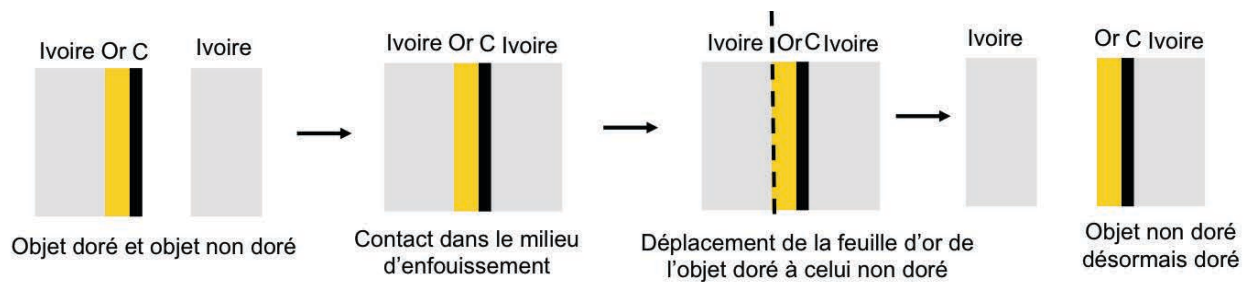 Ivoire Or C
Ivoire
Objet doré et objet non doré
Ivoire Or C Ivoire
Contact dans le milieu
d'enfouissement
Ivoire Or C Ivoire
Déplacement de la feuille d'or de
l'objet doré à celui non doré
Ivoire
Or C Ivoire
Objet non doré
désormais doré